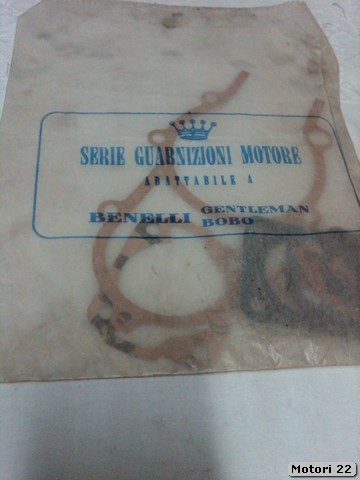 SERIE GUARNIZIONI MOTORE
ADATTABILE A
BENELLI GENTLEMAN
BOBO
Motori 22